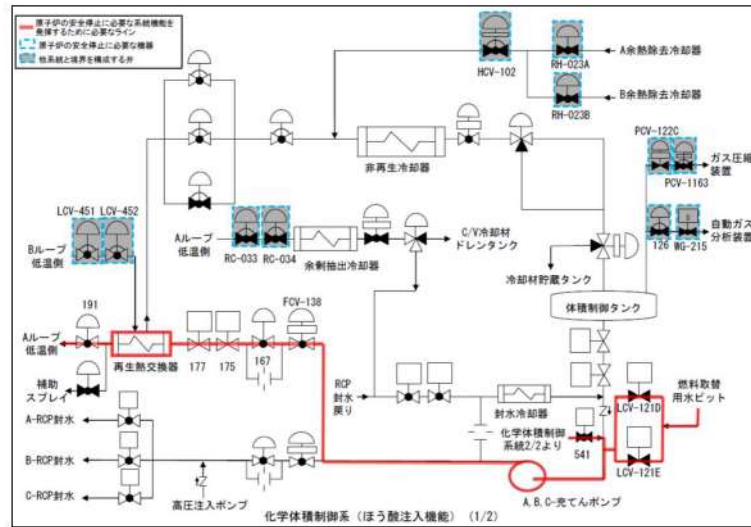 原子炉の安全停止に必要な系統機能を
発揮するために必要なライン
原子炉の安全停止に必要な機器
他系統と境界を構成する弁
HCV-102
RH-023A
A余熱除去冷却器
RH-023B
B余熱除去冷却器
非再生冷却器
PCV-122C
ガス圧縮
装置
PCV-1163
LCV-451
LCV-452
Bループ
低温側
Aループ
低温側
RC-033
RC-034
余剰抽出冷却器
C/V冷却材
ドレンタンク
126
WG-215
自動ガス
分析装置
冷却材貯蔵タンク
体積制御タンク
191
FCV-138
Aループ
低温側
再生熱交換器
177
175
167
補助
スプレイ
RCP
封水
戻り
封水冷却器
LCV-121D
燃料取替
用水ピット
A-RCP封水
B-RCP封水
C-RCP封水
化学体積制御
系統2/2より
541
LCV-121E
高圧注入ポンプ
A,B,C-充てんポンプ
化学体積制御系（ほう酸注入機能） (1/2)